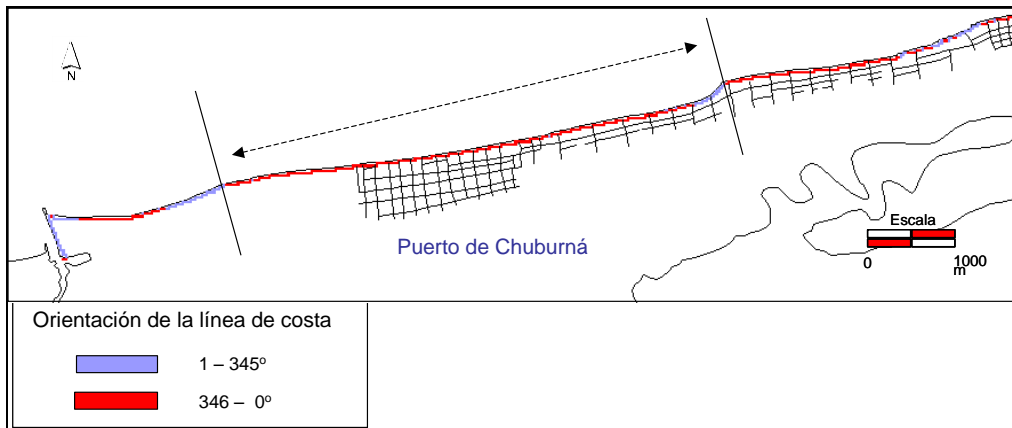 N
Puerto de Chuburná
Escala
0 1000
m
Orientación de la línea de costa
1 – 345º
346 – 0º